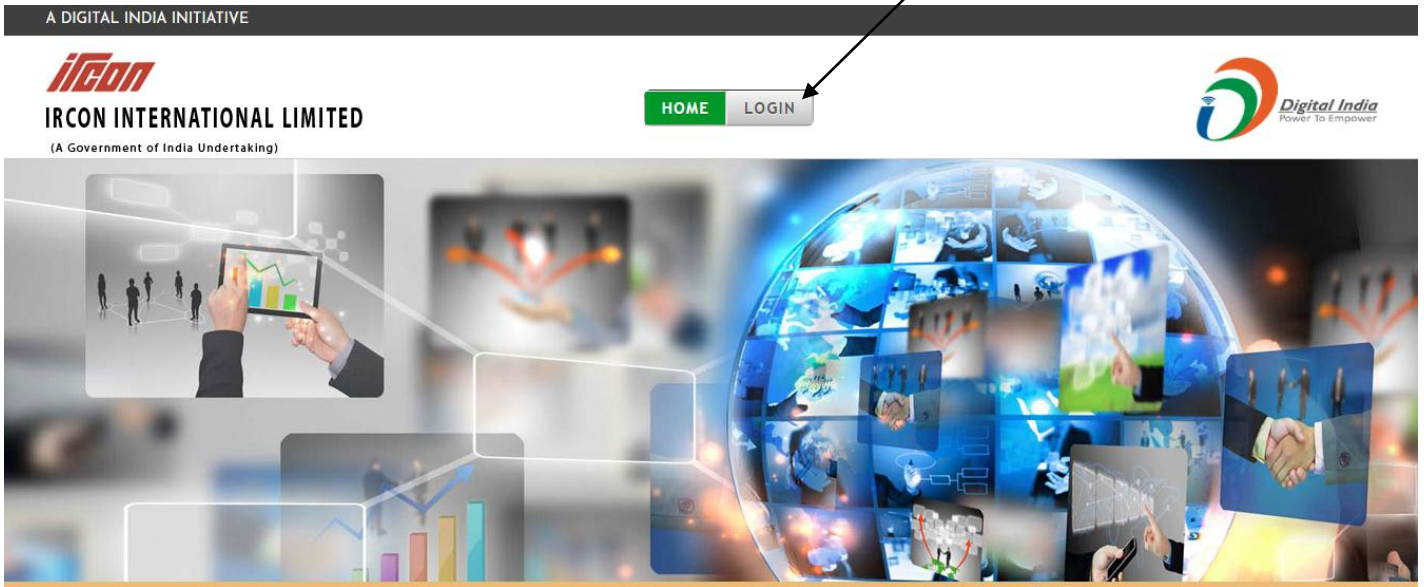 A DIGITAL INDIA INITIATIVE
ircon
IRCON INTERNATIONAL LIMITED
(A Government of India Undertaking)
HOME LOGIN
Digital India
Power To Empower